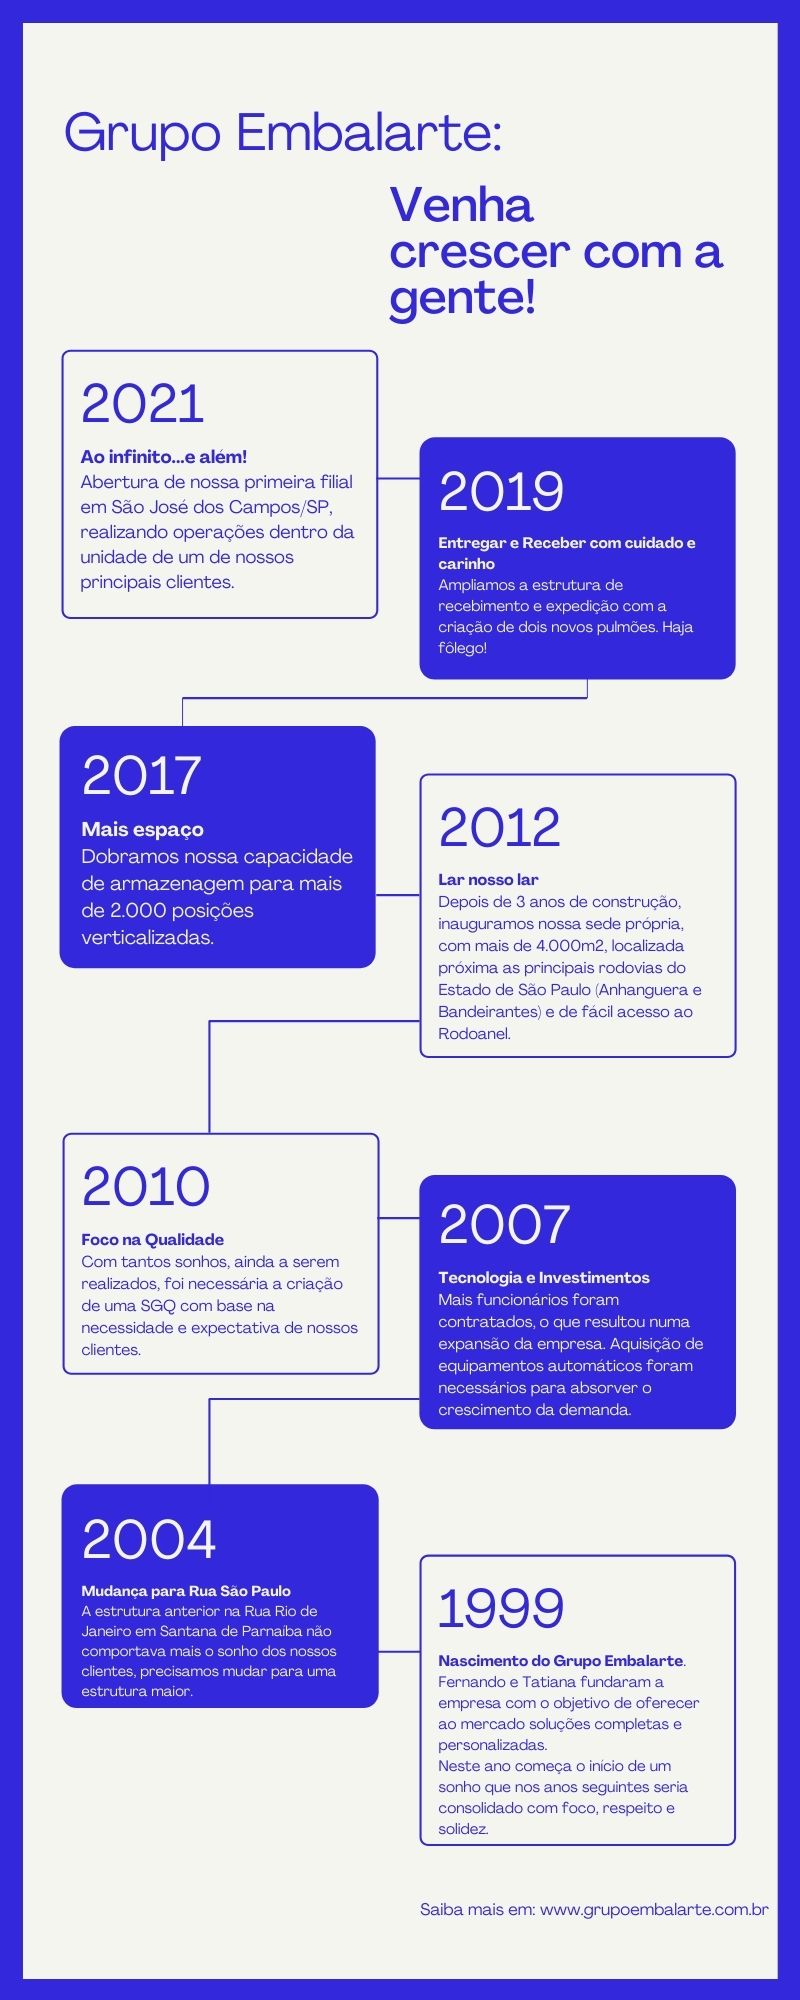 Grupo Embalarte:
Venha
crescer com a
gente!
2021
Ao infinito...e além!
Abertura de nossa primeira filial
em São José dos Campos/SP,
realizando operações dentro da
unidade de um de nossos
principais clientes.
2019
Entregar e Receber com cuidado e
carinho
Ampliamos a estrutura de
recebimento e expedição com a
criação de dois novos pulmões. Haja
fôlego!
2017
Mais espaço
Dobramos nossa capacidade
de armazenagem para mais
de 2.000 posições
verticalizadas.
2012
Lar nosso lar
Depois de 3 anos de construção,
inauguramos nossa sede própria,
com mais de 4.000m2, localizada
próxima as principais rodovias do
Estado de São Paulo (Anhanguera e
Bandeirantes) e de fácil acesso ao
Rodoanel.
2010
Foco na Qualidade
Com tantos sonhos, ainda a serem
realizados, foi necessária a criação
de uma SGQ com base na
necessidade e expectativa de nossos
clientes.
2007
Tecnologia e Investimentos
Mais funcionários foram
contratados, o que resultou numa
expansão da empresa. Aquisição de
equipamentos automáticos foram
necessários para absorver o
crescimento da demanda.
2004
Mudança para Rua São Paulo
A estrutura anterior na Rua Rio de
Janeiro em Santana de Parnaíba não
comportava mais o sonho dos nossos
clientes, precisamos mudar para uma
estrutura maior.
1999
Nascimento do Grupo Embalarte.
Fernando e Tatiana fundaram a
empresa com o objetivo de oferecer
ao mercado soluções completas e
personalizadas.
Neste ano começa o início de um
sonho que nos anos seguintes seria
consolidado com foco, respeito e
solidez.
Saiba mais em: www.grupoembalarte.com.br